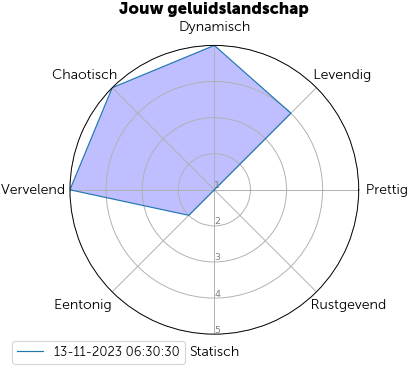 Jouw geluidslandschap
Dynamisch
Chaotisch
Levendig
Vervelend
1
Prettig
2
3
4
Eentonig
Rustgevend
5
13-11-2023 06:30:30
Statisch